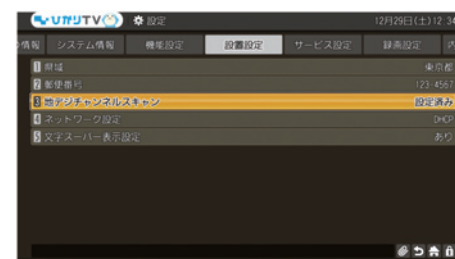 ひかりTV 設定 12月29日(土)12:34
情報 システム情報 機能設定 設置設定 サービス設定 録画設定
1 県域 東京都
2 郵便番号 123-4567
3 地デジチャンネルスキャン 設定済み
4 ネットワーク設定 DHCP
5 文字スーパー表示設定 あり